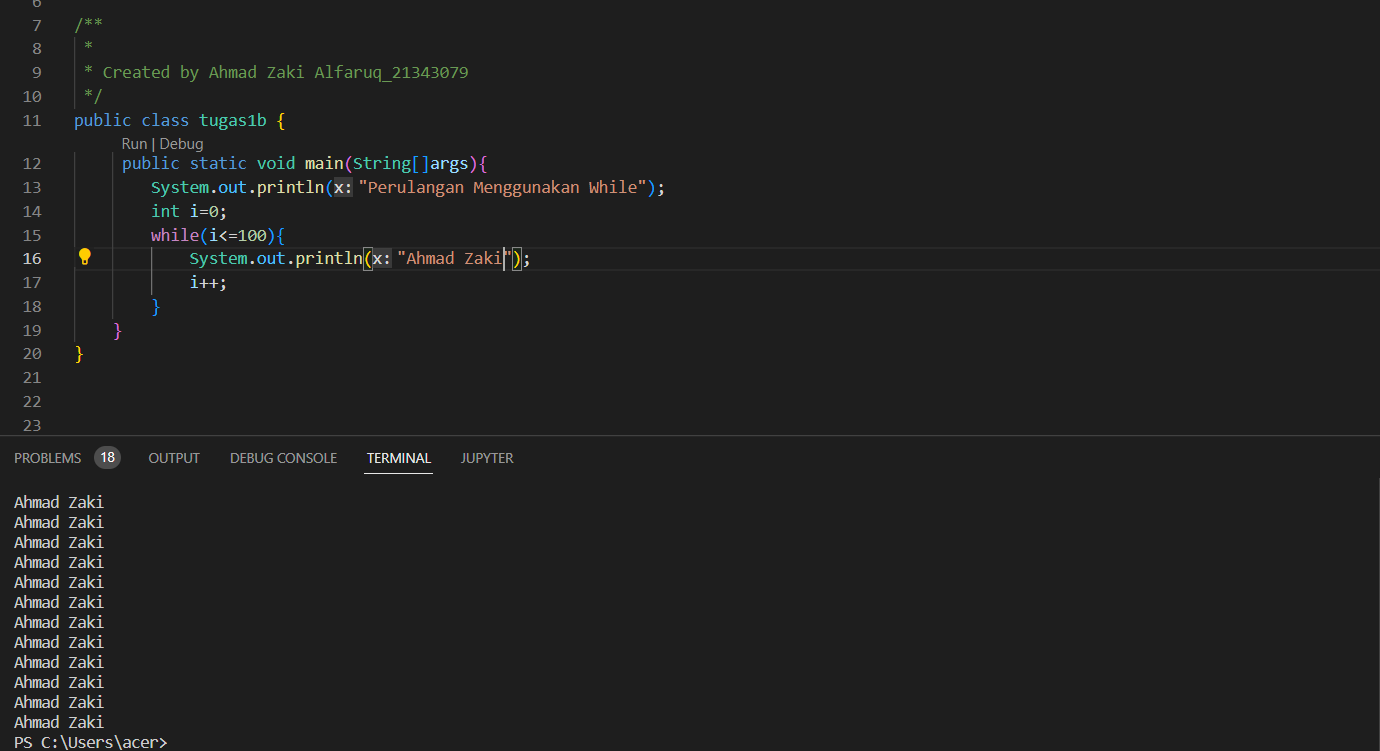 6
7 /**
8 *
9 * Created by Ahmad Zaki Alfaruq_21343079
10 */
11 public class tugas1b {
Run | Debug
12 public static void main(String[]args){
13 System.out.println(x: "Perulangan Menggunakan While");
14 int i=0;
15 while(i<=100){
16 System.out.println(x: "Ahmad Zaki");
17 i++;
18 }
19 }
20 }
21
22
23
PROBLEMS 18 OUTPUT DEBUG CONSOLE TERMINAL JUPYTER
Ahmad Zaki
Ahmad Zaki
Ahmad Zaki
Ahmad Zaki
Ahmad Zaki
Ahmad Zaki
Ahmad Zaki
Ahmad Zaki
Ahmad Zaki
Ahmad Zaki
Ahmad Zaki
Ahmad Zaki
PS C:\Users\acer>